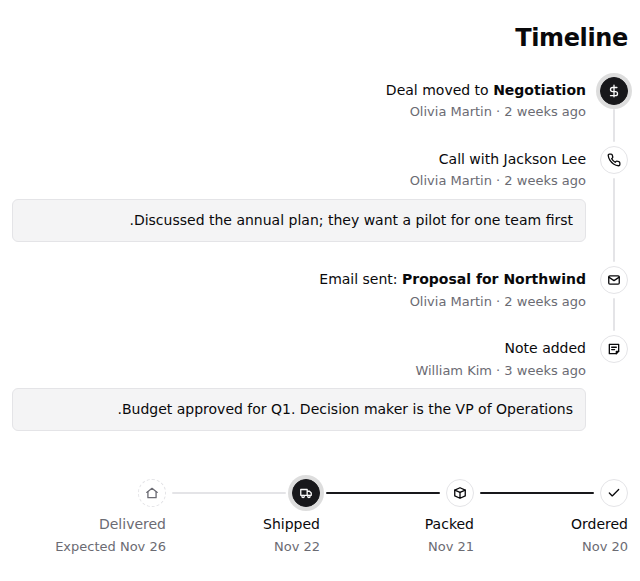 Timeline
Deal moved to Negotiation
Olivia Martin · 2 weeks ago
Call with Jackson Lee
Olivia Martin · 2 weeks ago
.Discussed the annual plan; they want a pilot for one team first
Email sent: Proposal for Northwind
Olivia Martin · 2 weeks ago
Note added
William Kim · 3 weeks ago
.Budget approved for Q1. Decision maker is the VP of Operations
Ordered
Nov 20
Packed
Nov 21
Shipped
Nov 22
Delivered
Expected Nov 26